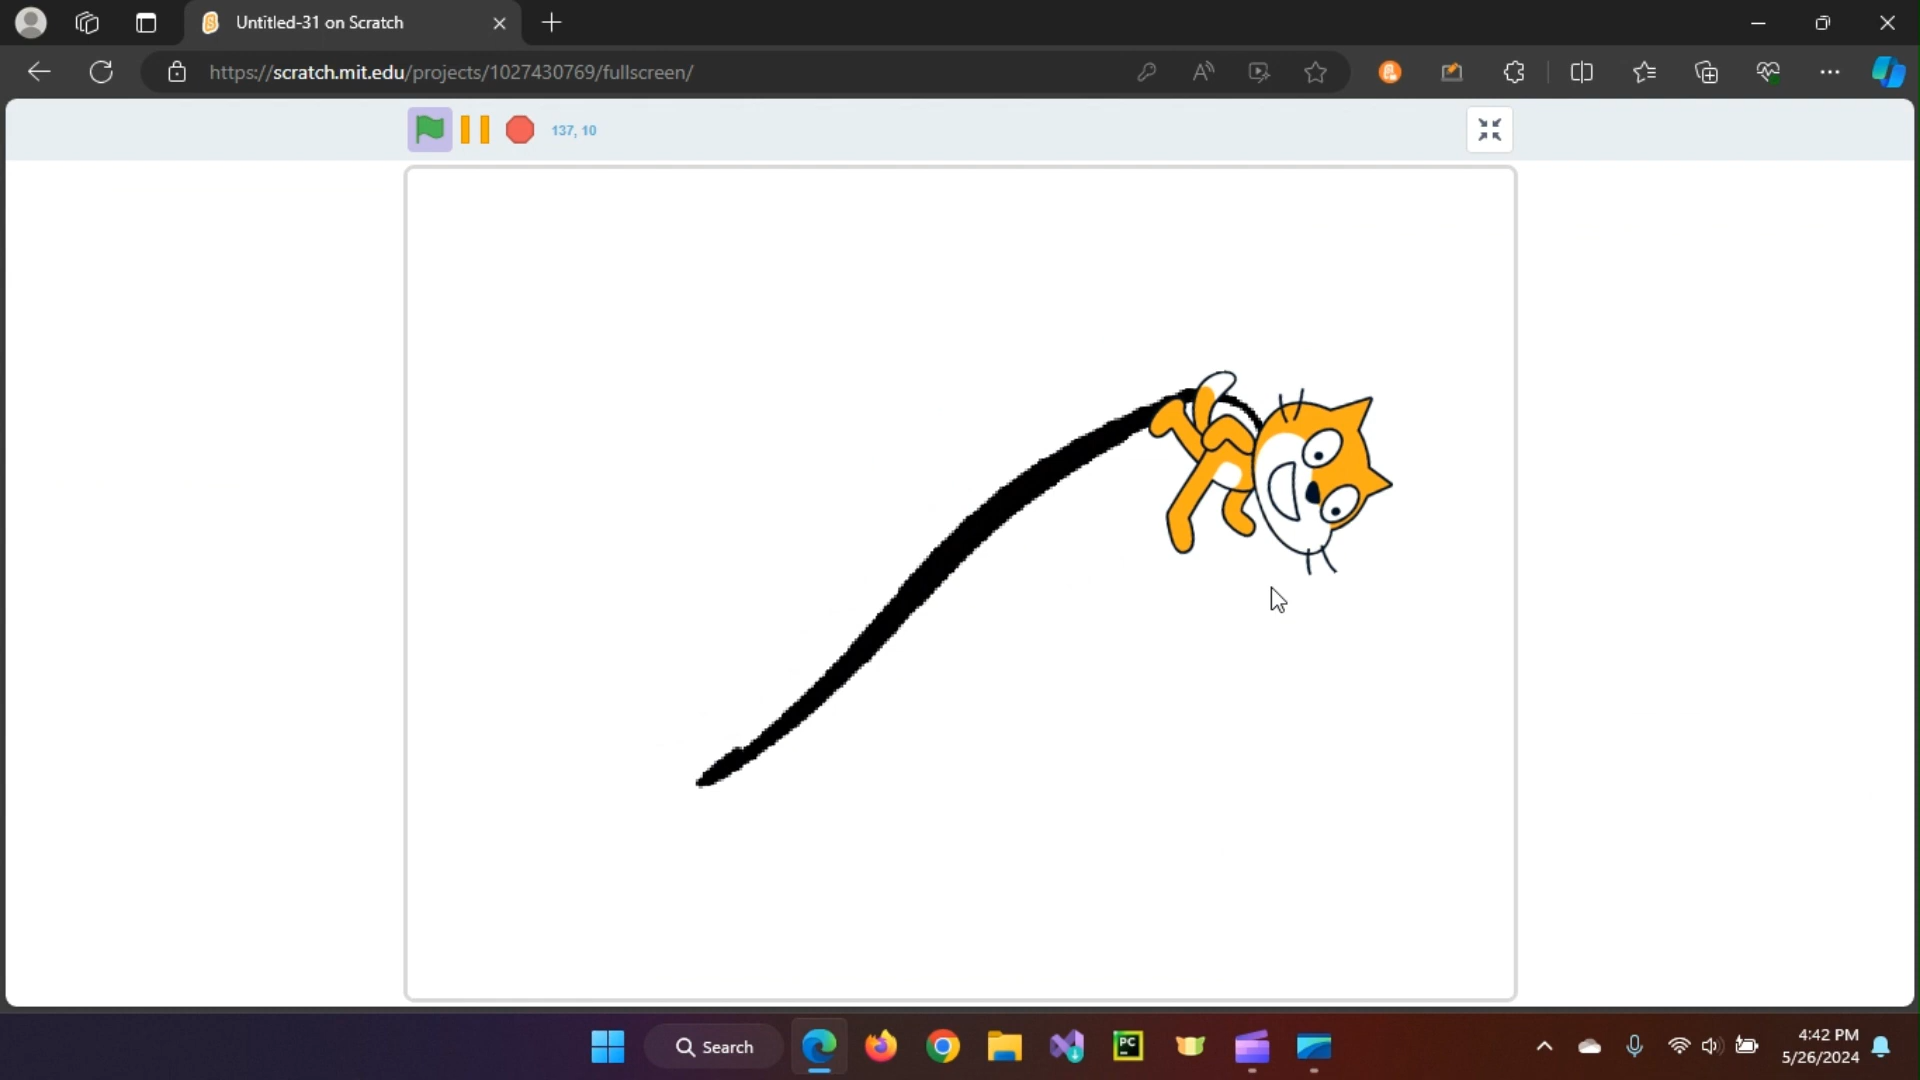 Untitled-31 on Scratch
https://scratch.mit.edu/projects/1027430769/fullscreen/
137, 10
Search
PC
4:42 PM
5/26/2024